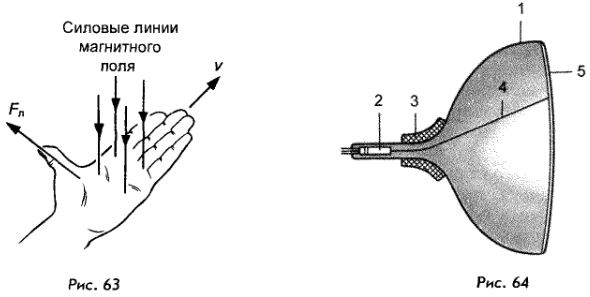 Силовые линии
магнитного
поля
v
Fл
Рис. 63
1
2
3
4
5
Рис. 64